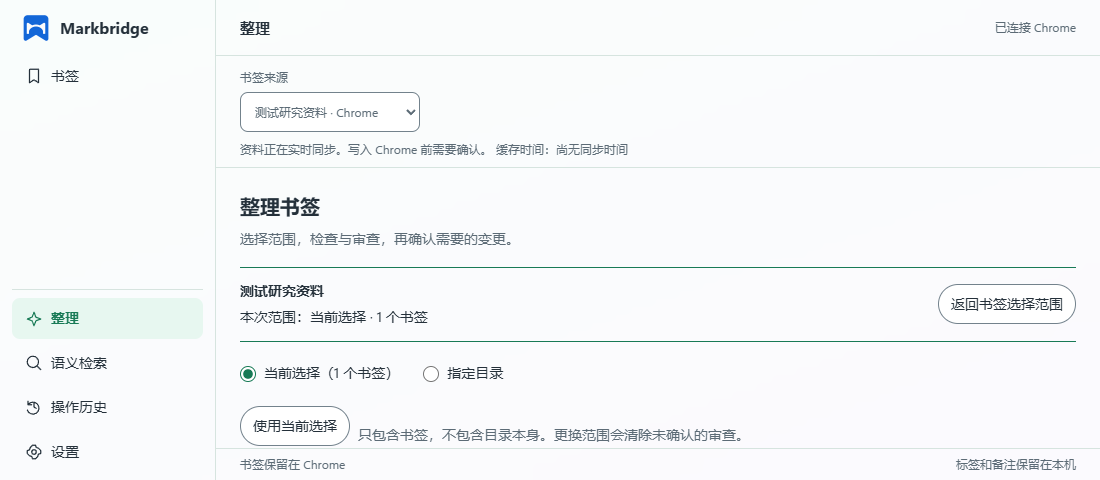 Markbridge
书签
整理
语义检索
操作历史
设置
整理
已连接 Chrome
书签来源
测试研究资料 · Chrome
资料正在实时同步。写入 Chrome 前需要确认。 缓存时间：尚无同步时间
整理书签
选择范围，检查与审查，再确认需要的变更。
测试研究资料
本次范围：当前选择 · 1 个书签
返回书签选择范围
当前选择（1 个书签）
指定目录
使用当前选择
只包含书签，不包含目录本身。更换范围会清除未确认的审查。
书签保留在 Chrome
标签和备注保留在本机